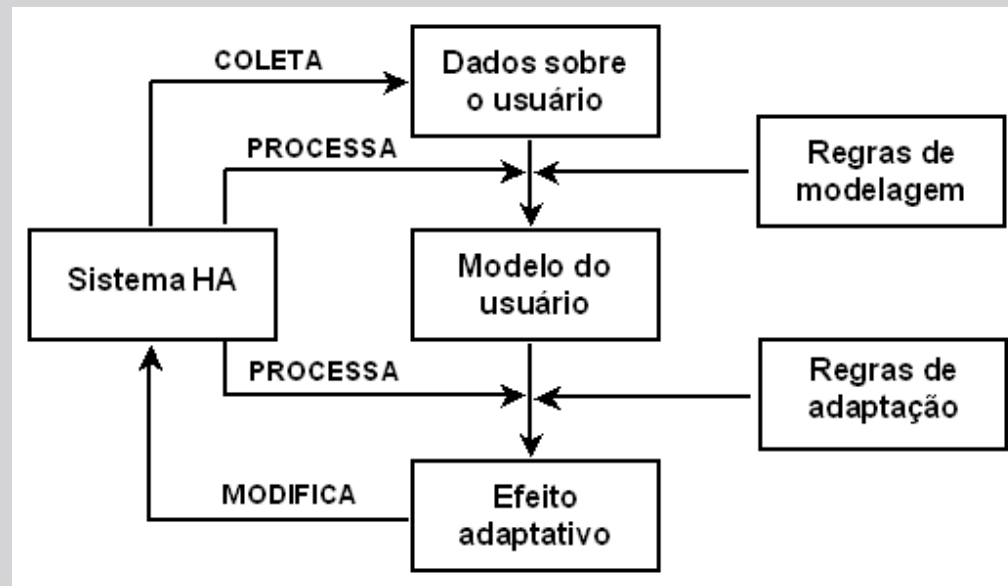 COLETA
Dados sobre
o usuário
PROCESSA
Regras de
modelagem
Sistema HA
Modelo do
usuário
PROCESSA
Regras de
adaptação
MODIFICA
Efeito
adaptativo